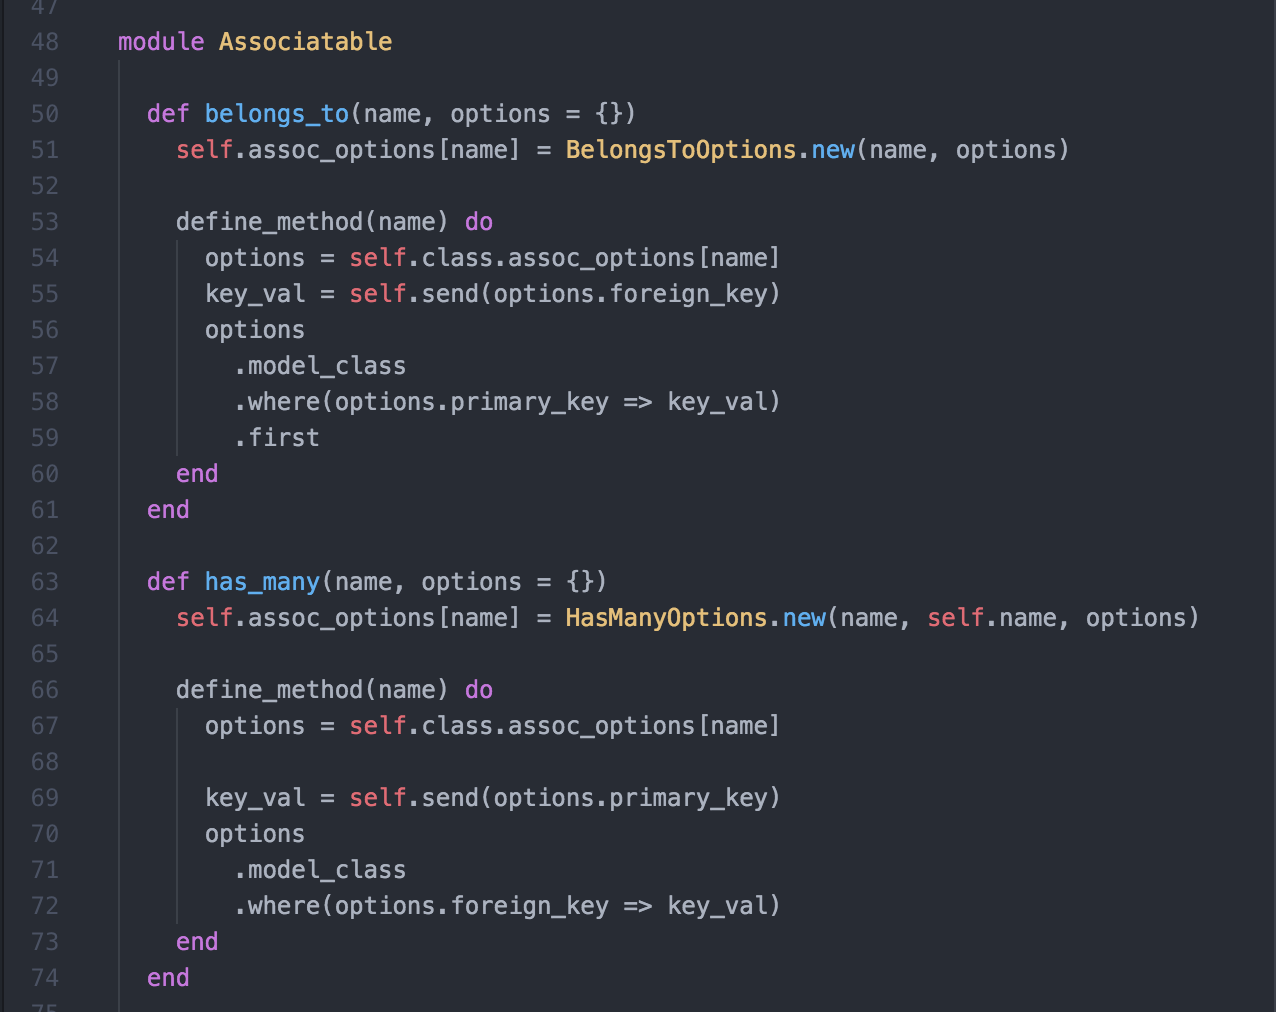 47
48 module Associatable
49
50 def belongs_to(name, options = {})
51 self.assoc_options[name] = BelongsToOptions.new(name, options)
52
53 define_method(name) do
54 options = self.class.assoc_options[name]
55 key_val = self.send(options.foreign_key)
56 options
57 .model_class
58 .where(options.primary_key => key_val)
59 .first
60 end
61 end
62
63 def has_many(name, options = {})
64 self.assoc_options[name] = HasManyOptions.new(name, self.name, options)
65
66 define_method(name) do
67 options = self.class.assoc_options[name]
68
69 key_val = self.send(options.primary_key)
70 options
71 .model_class
72 .where(options.foreign_key => key_val)
73 end
74 end
75